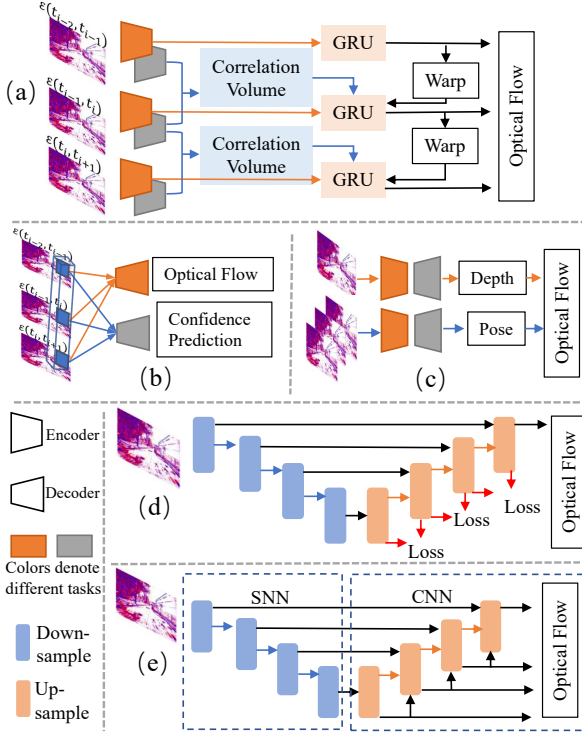 ε(t_{i-2}, t_{i-1})
GRU
Correlation
Volume
Warp
(a)
ε(t_{i-1}, t_i)
GRU
Optical Flow
Correlation
Volume
Warp
ε(t_i, t_{i+1})
GRU
ε(t_{i-2}, t_{i-1})
Optical Flow
ε(t_{i-1}, t_i)
Confidence
Prediction
ε(t_i, t_{i+1})
(b)
Depth
Pose
Optical Flow
(c)
Encoder
Decoder
Colors denote
different tasks
Down-
sample
Up-
sample
(d)
Loss
Loss
Loss
Optical Flow
SNN
CNN
(e)
Optical Flow